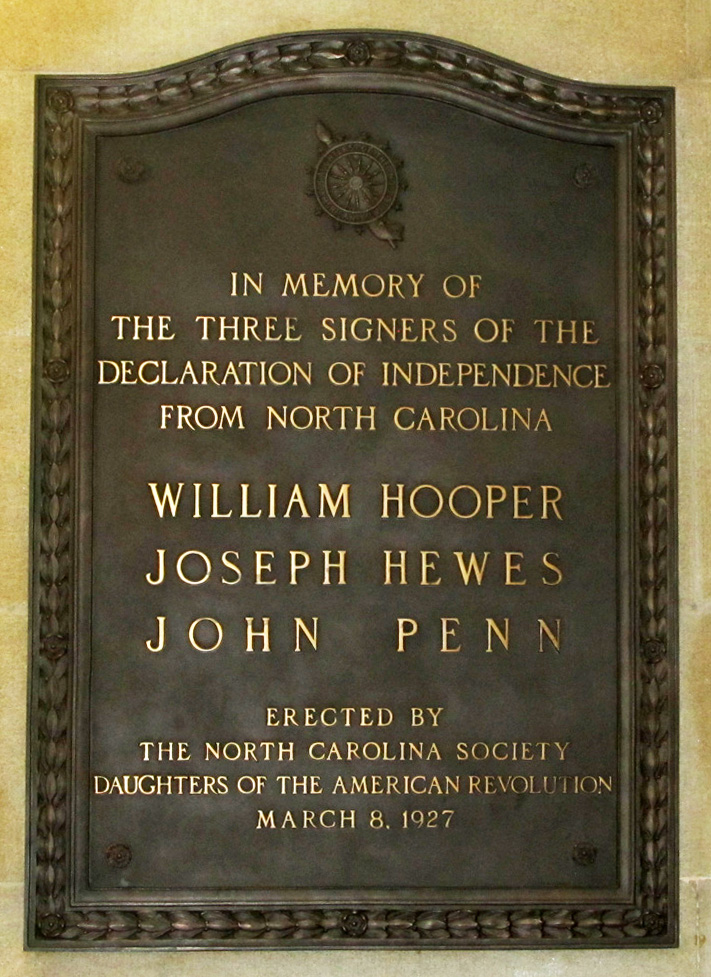 IN MEMORY OF
THE THREE SIGNERS OF THE
DECLARATION OF INDEPENDENCE
FROM NORTH CAROLINA
WILLIAM HOOPER
JOSEPH HEWES
JOHN PENN
ERECTED BY
THE NORTH CAROLINA SOCIETY
DAUGHTERS OF THE AMERICAN REVOLUTION
MARCH 8, 1927